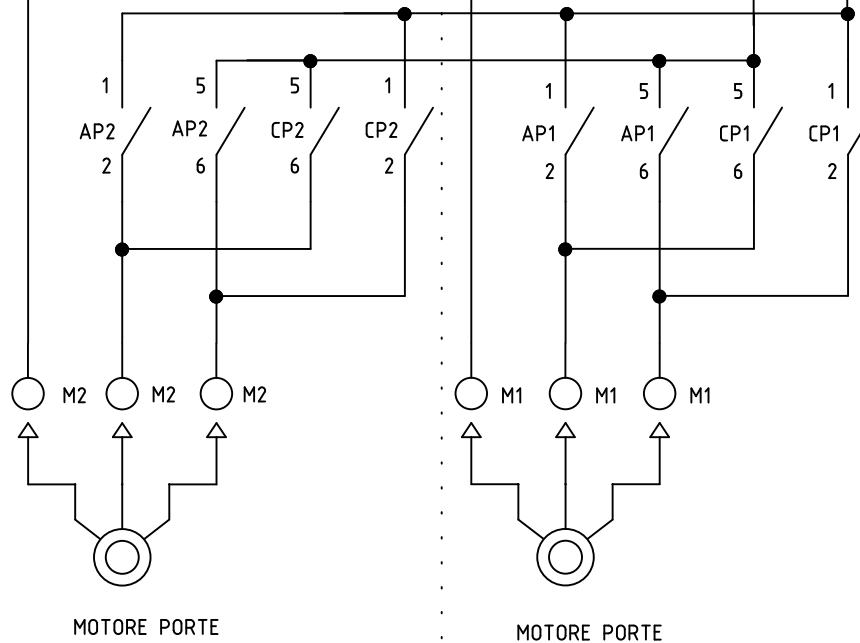 1 5 5 1 1 5 5 1
AP2 AP2 CP2 CP2 AP1 AP1 CP1 CP1
2 6 6 2 2 6 6 2
M2 M2 M2 M1 M1 M1
MOTORE PORTE MOTORE PORTE